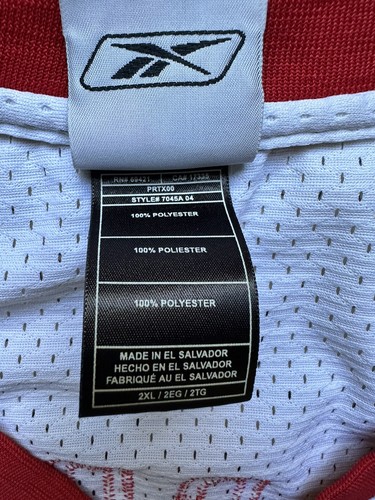 RN# 69421 CA# 17335
PRTX00
STYLE# 7045A 04
100% POLYESTER
100% POLIESTER
100% POLYESTER
MADE IN EL SALVADOR
HECHO EN EL SALVADOR
FABRIQUÉ AU EL SALVADOR
2XL / 2EG / 2TG